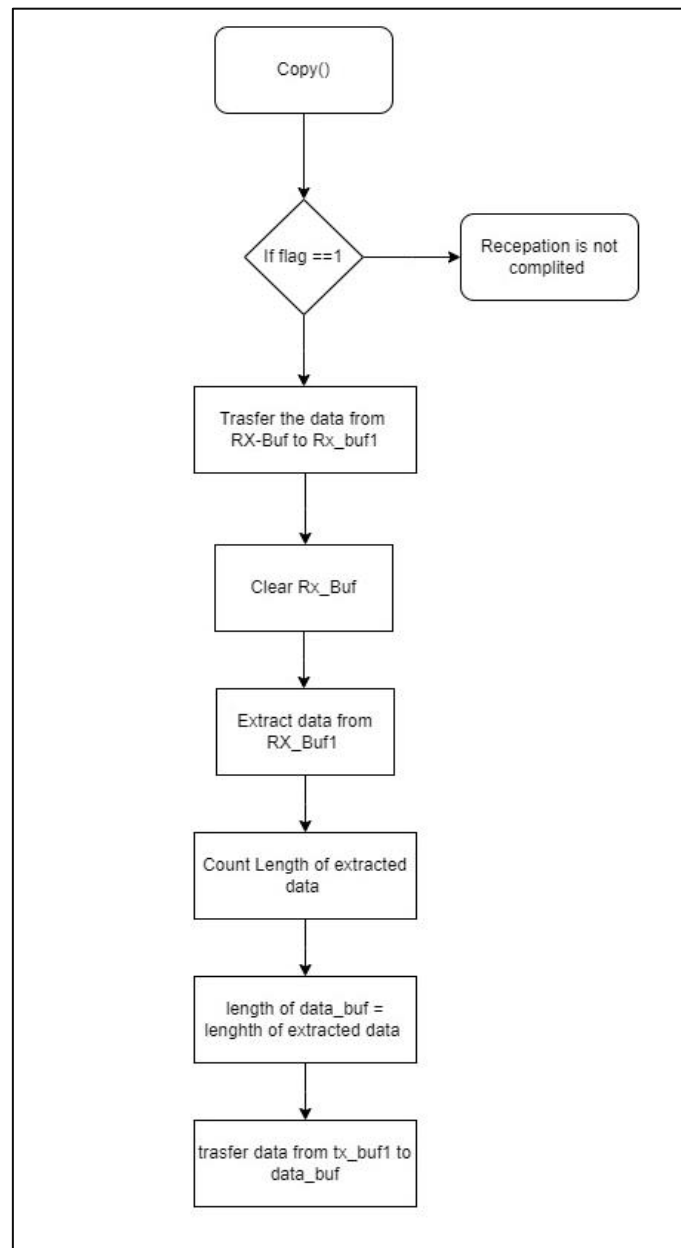 Copy()
If flag ==1
Recepation is not
complited
Trasfer the data from
RX-Buf to Rx_buf1
Clear Rx_Buf
Extract data from
RX_Buf1
Count Length of extracted
data
length of data_buf =
lenghth of extracted data
trasfer data from tx_buf1 to
data_buf